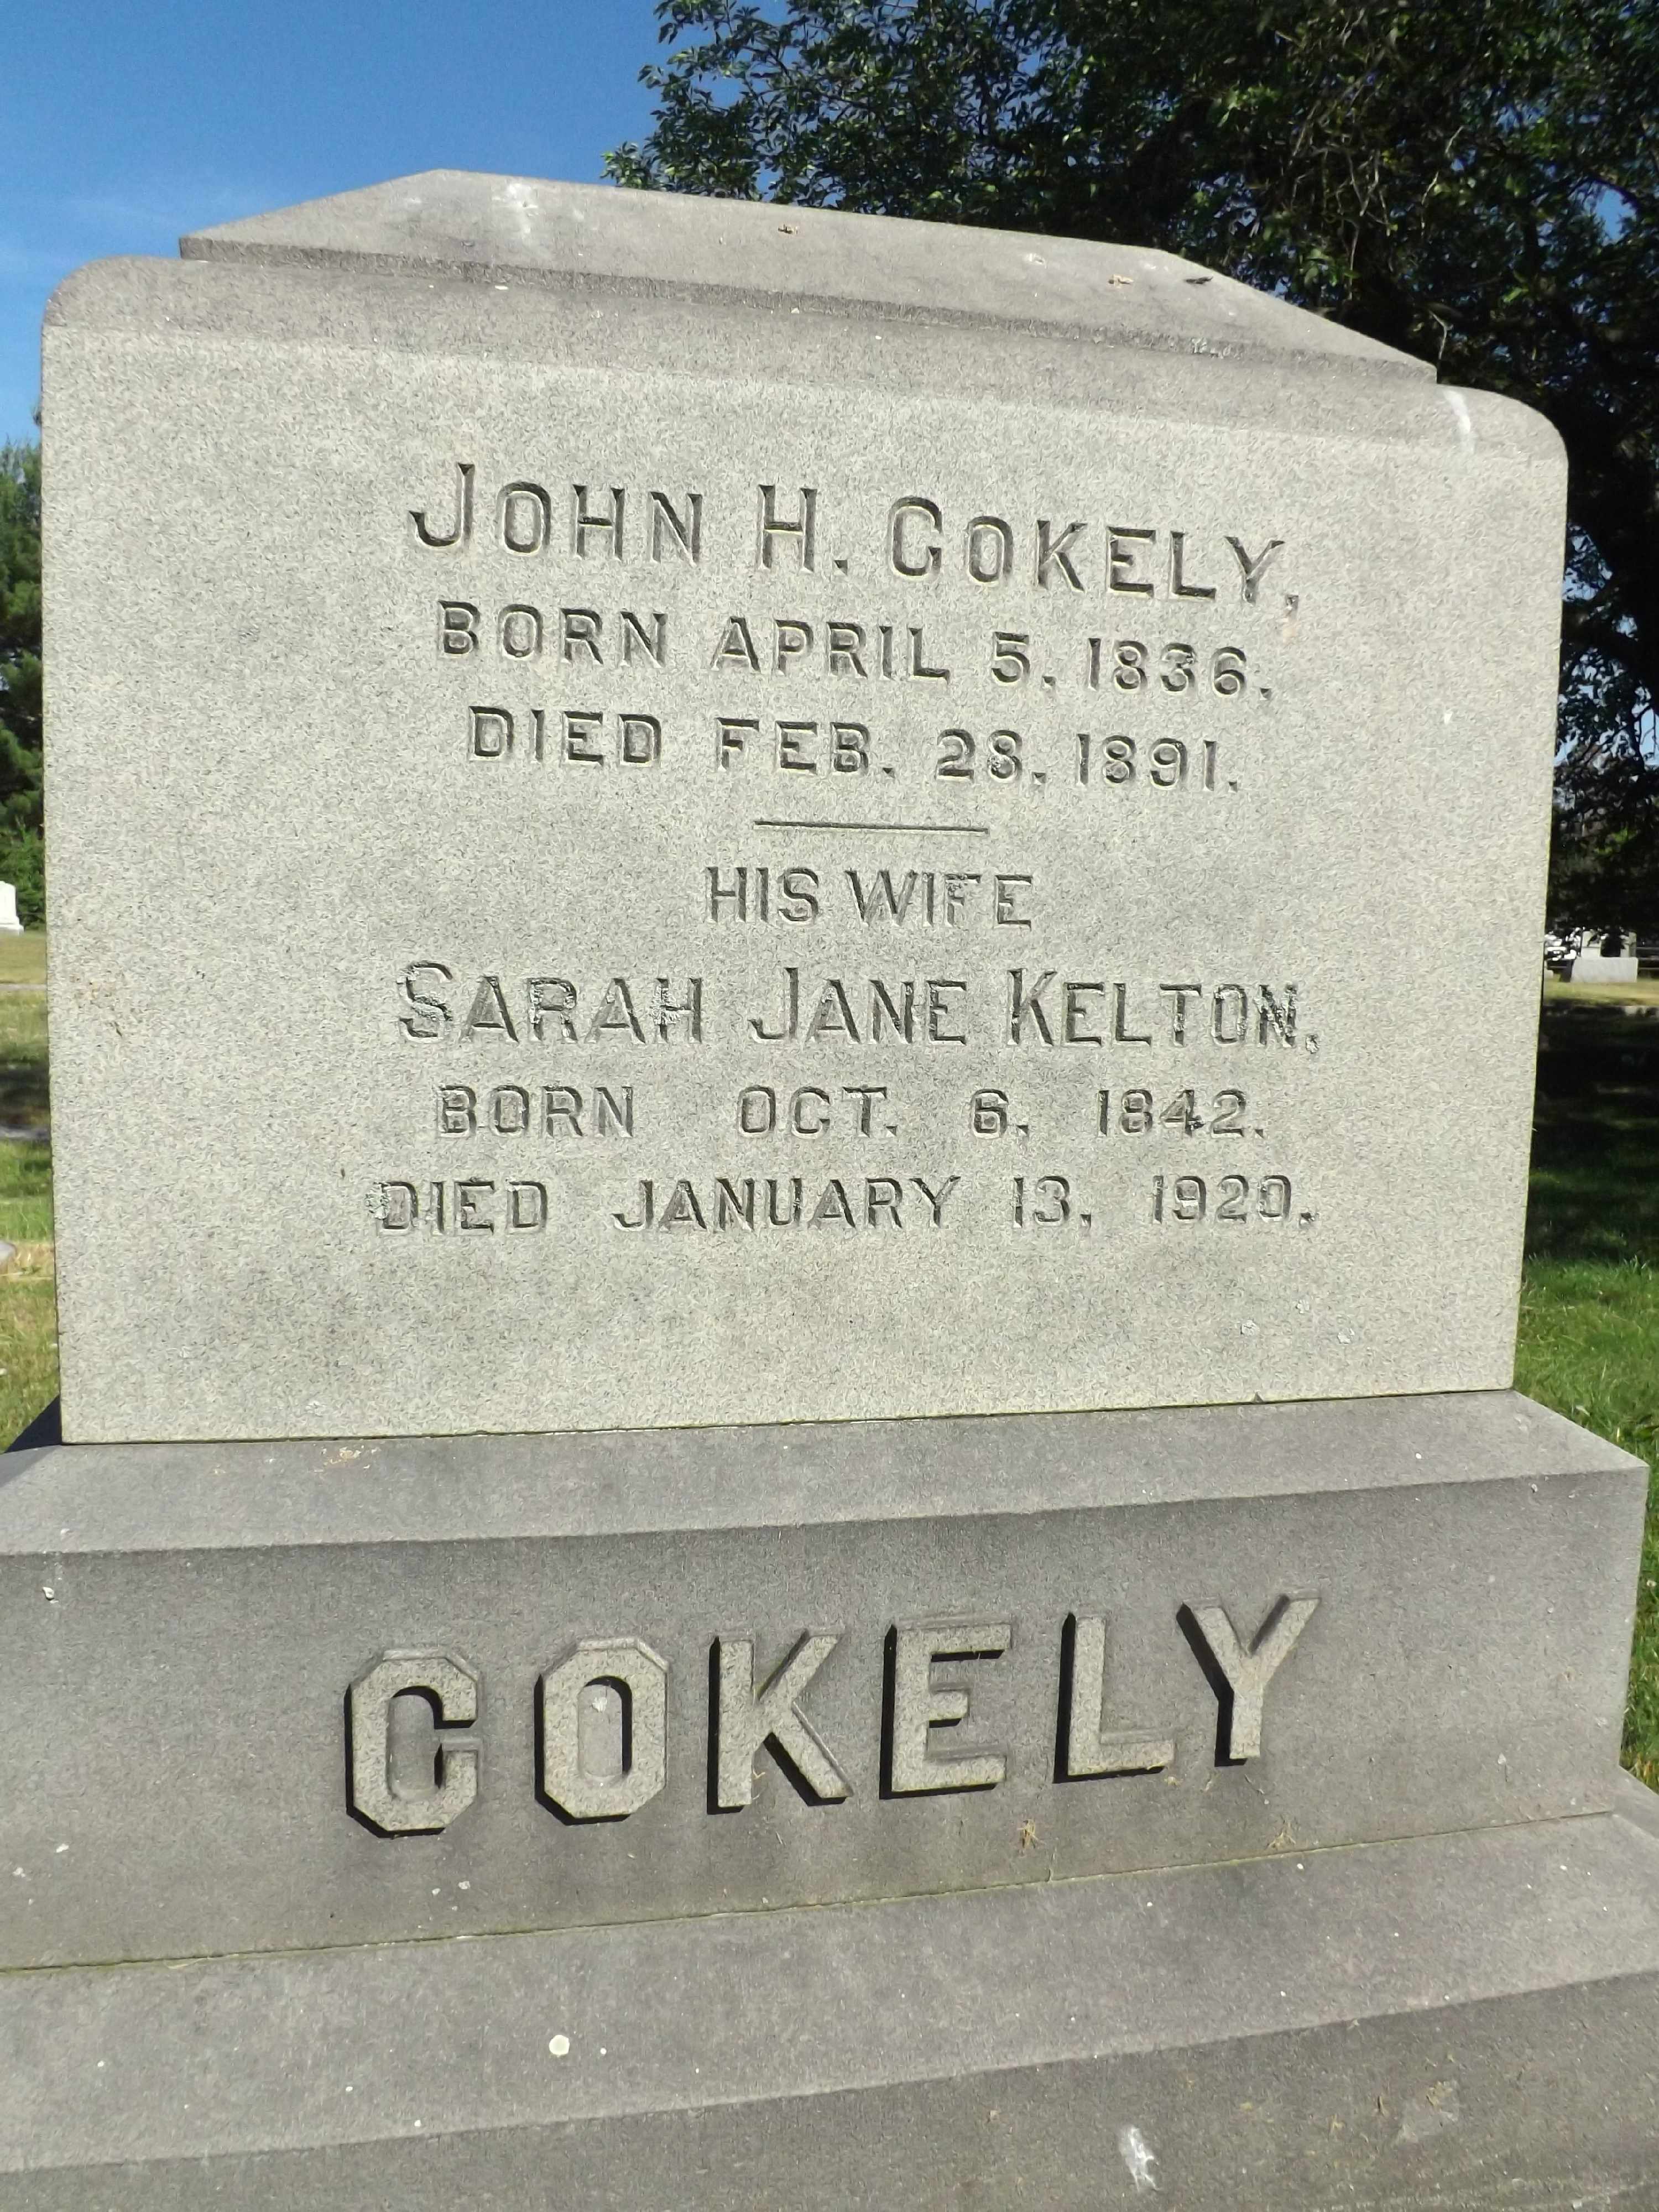 JOHN H. COKELY,
BORN APRIL 5. 1836.
DIED FEB. 28. 1891.
HIS WIFE
SARAH JANE KELTON.
BORN OCT. 6. 1842.
DIED JANUARY 13. 1920.
COKELY